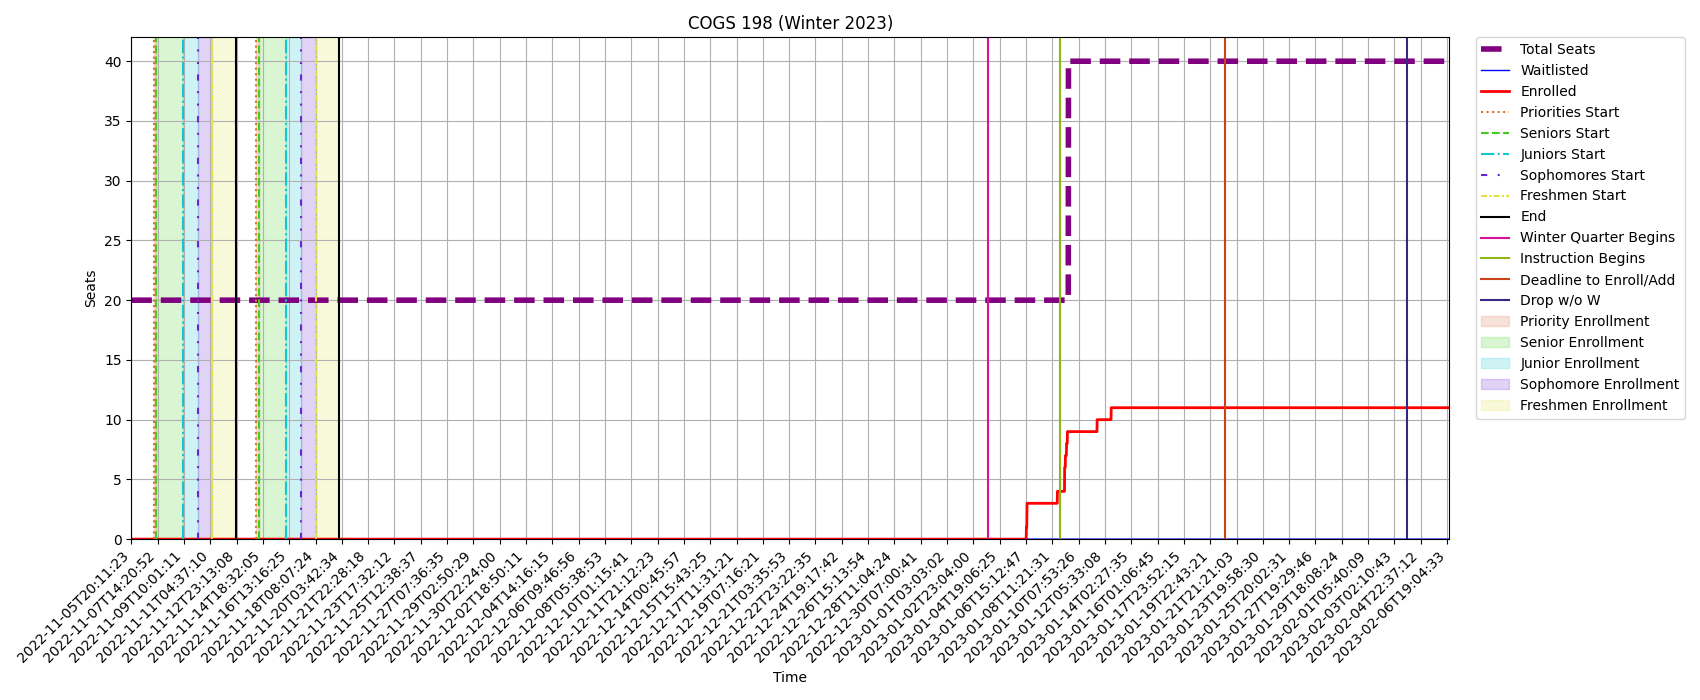 COGS 198 (Winter 2023)
40
35
30
25
20
15
10
5
0
Seats
2022-11-05T20:11:23
2022-11-07T14:20:52
2022-11-09T10:01:11
2022-11-11T04:37:10
2022-11-12T23:13:08
2022-11-14T18:32:05
2022-11-16T13:16:25
2022-11-18T08:07:24
2022-11-20T03:42:34
2022-11-21T22:28:18
2022-11-23T17:32:12
2022-11-25T12:38:37
2022-11-27T07:36:35
2022-11-29T02:50:29
2022-11-30T22:24:00
2022-12-02T18:50:11
2022-12-04T14:16:15
2022-12-06T09:46:56
2022-12-08T05:38:53
2022-12-10T01:15:41
2022-12-11T21:12:23
2022-12-14T00:45:57
2022-12-15T15:43:25
2022-12-17T11:31:21
2022-12-19T07:16:21
2022-12-21T03:35:53
2022-12-22T23:22:35
2022-12-24T19:17:42
2022-12-26T15:13:54
2022-12-28T11:04:24
2022-12-30T07:00:41
2023-01-01T03:03:02
2023-01-02T23:04:00
2023-01-04T19:06:25
2023-01-06T15:12:47
2023-01-08T11:21:31
2023-01-10T07:53:26
2023-01-12T05:33:08
2023-01-14T02:27:35
2023-01-16T01:06:45
2023-01-17T23:52:15
2023-01-19T22:43:21
2023-01-21T21:21:03
2023-01-23T19:58:30
2023-01-25T20:02:31
2023-01-27T19:29:46
2023-01-29T18:08:24
2023-02-01T05:40:09
2023-02-03T02:10:43
2023-02-04T22:37:12
2023-02-06T19:04:33
Time
Total Seats
Waitlisted
Enrolled
Priorities Start
Seniors Start
Juniors Start
Sophomores Start
Freshmen Start
End
Winter Quarter Begins
Instruction Begins
Deadline to Enroll/Add
Drop w/o W
Priority Enrollment
Senior Enrollment
Junior Enrollment
Sophomore Enrollment
Freshmen Enrollment